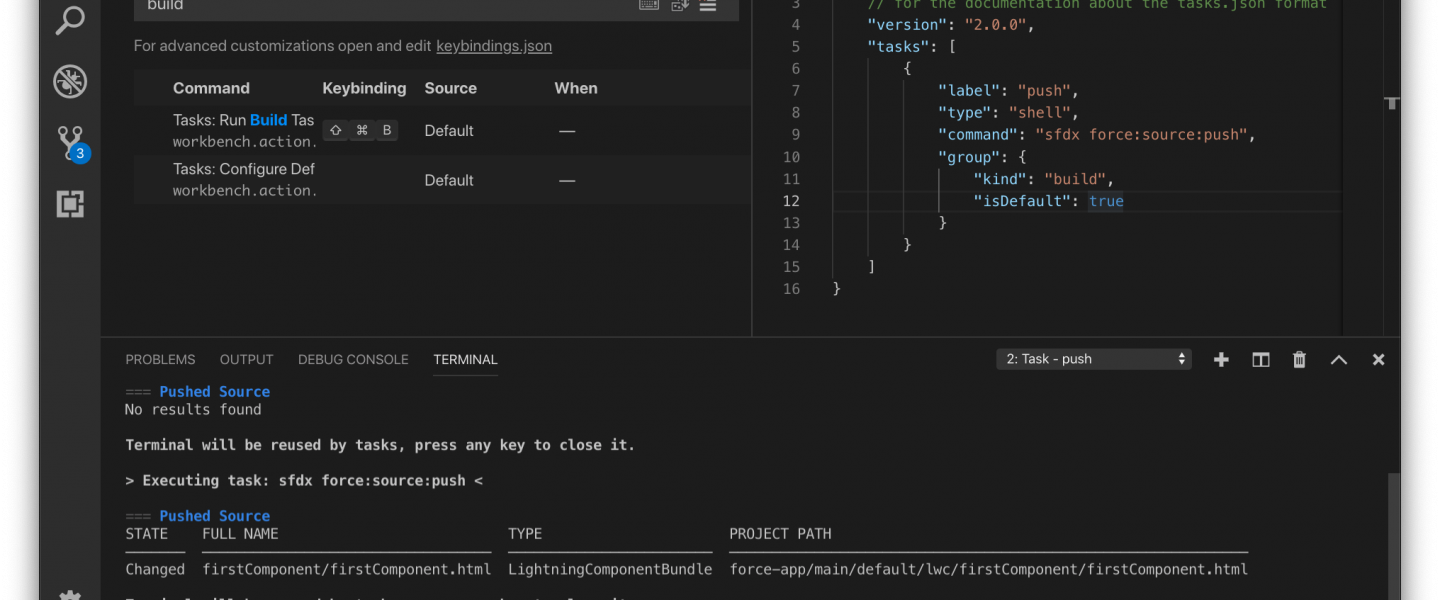 build
For advanced customizations open and edit keybindings.json
Command Keybinding Source When
Tasks: Run Build Tas
workbench.action.
⇧ ⌘ B Default —
Tasks: Configure Def
workbench.action.
Default —
3 // for the documentation about the tasks.json format
4 "version": "2.0.0",
5 "tasks": [
6 {
7 "label": "push",
8 "type": "shell",
9 "command": "sfdx force:source:push",
10 "group": {
11 "kind": "build",
12 "isDefault": true
13 }
14 }
15 ]
16 }
3
PROBLEMS OUTPUT DEBUG CONSOLE TERMINAL 2: Task - push
=== Pushed Source
No results found
Terminal will be reused by tasks, press any key to close it.
> Executing task: sfdx force:source:push <
=== Pushed Source
STATE FULL NAME TYPE PROJECT PATH
Changed firstComponent/firstComponent.html LightningComponentBundle force-app/main/default/lwc/firstComponent/firstComponent.html